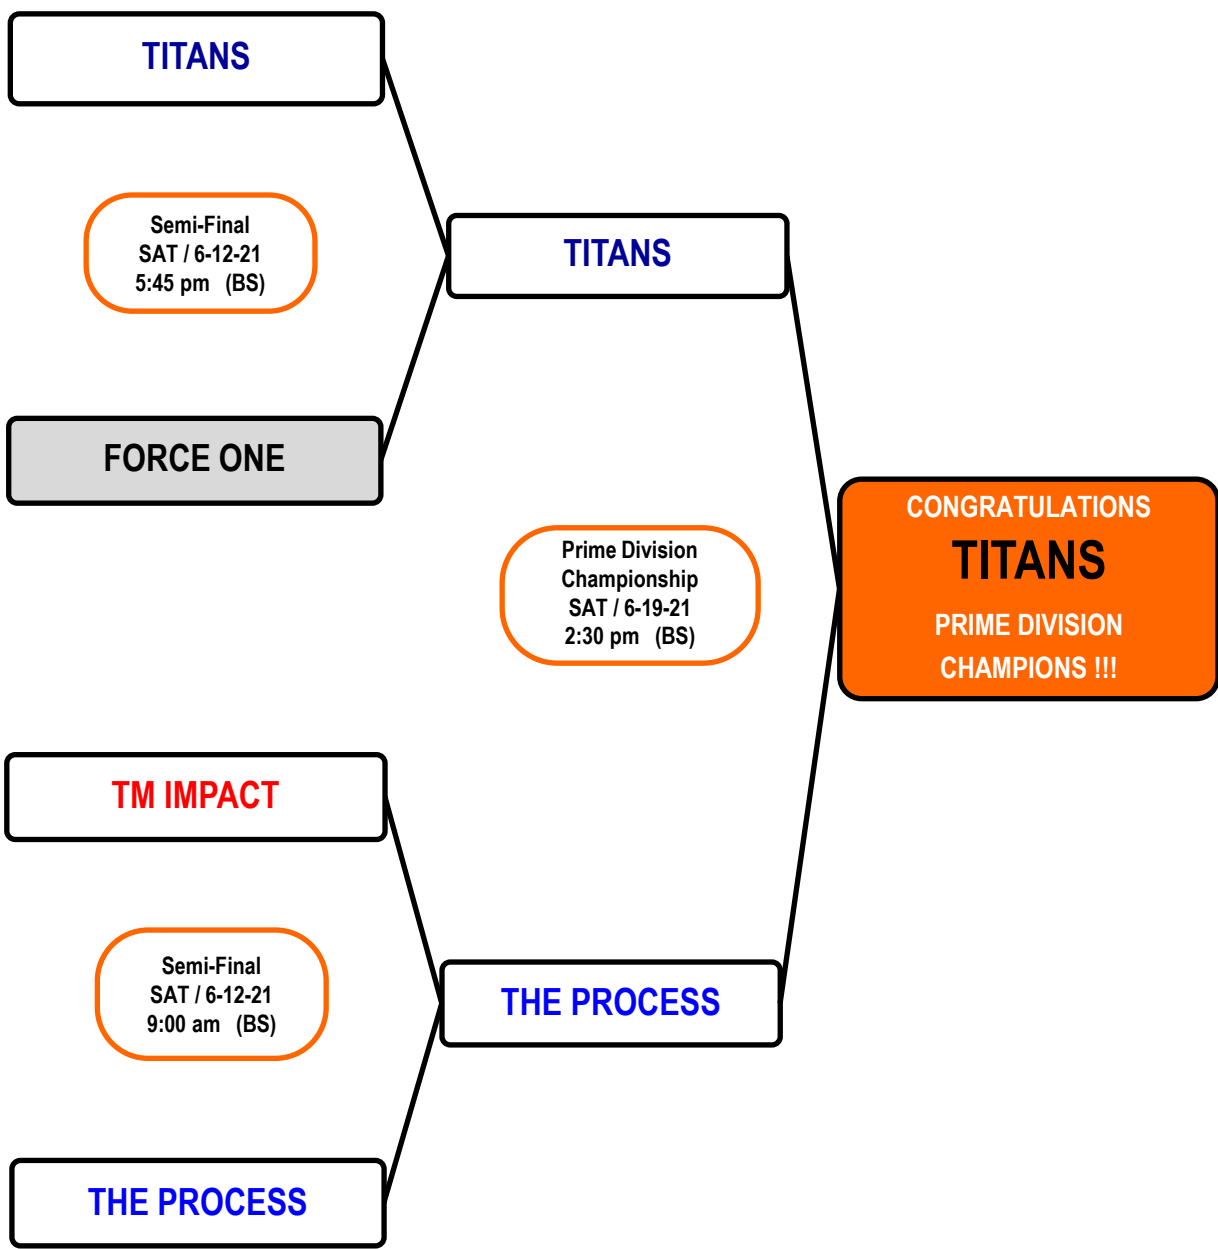 TITANS
Semi-Final
SAT / 6-12-21
5:45 pm (BS)
TITANS
FORCE ONE
CONGRATULATIONS
TITANS
PRIME DIVISION
CHAMPIONS !!!
Prime Division
Championship
SAT / 6-19-21
2:30 pm (BS)
TM IMPACT
Semi-Final
SAT / 6-12-21
9:00 am (BS)
THE PROCESS
THE PROCESS